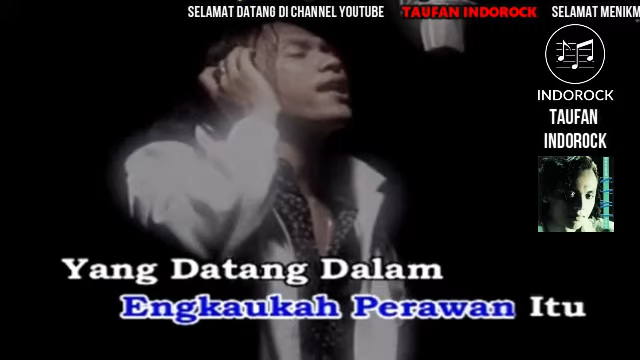 SELAMAT DATANG DI CHANNEL YOUTUBE TAUFAN INDOROCK SELAMAT MENIKM
INDOROCK
TAUFAN
INDOROCK
Yang Datang Dalam
Engkaukah Perawan Itu